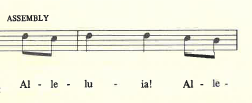 ASSEMBLY
Al - le - lu - ia! Al - le -